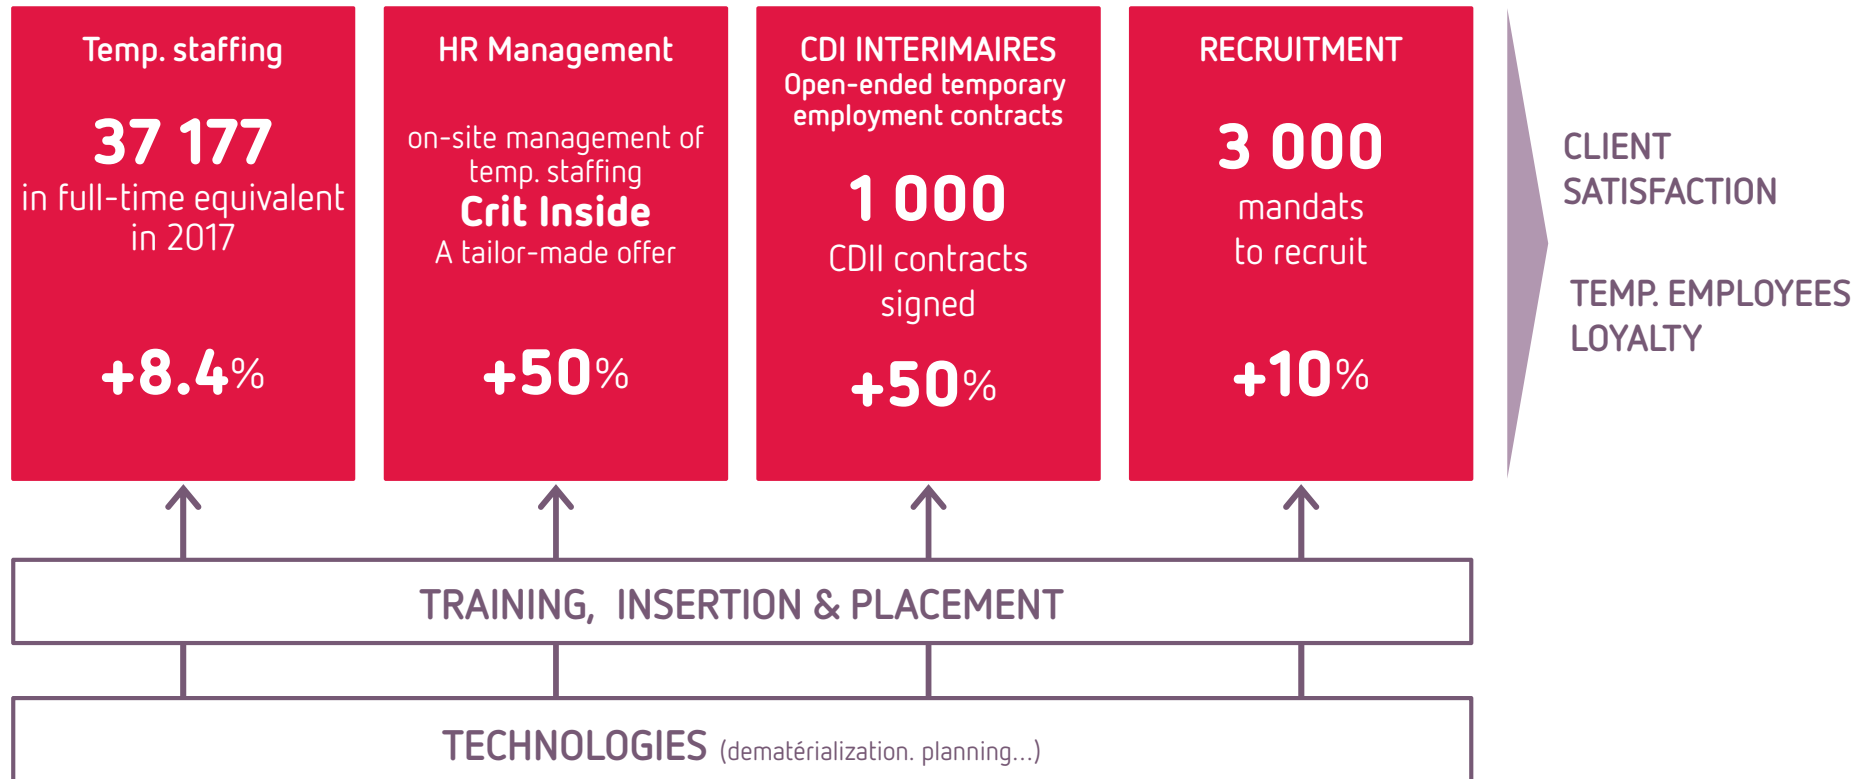 Temp. staffing
37 177
in full-time equivalent
in 2017
+8.4%
HR Management
on-site management of
temp. staffing
Crit Inside
A tailor-made offer
+50%
CDI INTERIMAIRES
Open-ended temporary
employment contracts
1 000
CDII contracts
signed
+50%
RECRUITMENT
3 000
mandats
to recruit
+10%
CLIENT
SATISFACTION
TEMP. EMPLOYEES
LOYALTY
TRAINING, INSERTION & PLACEMENT
TECHNOLOGIES (dematérialization. planning...)